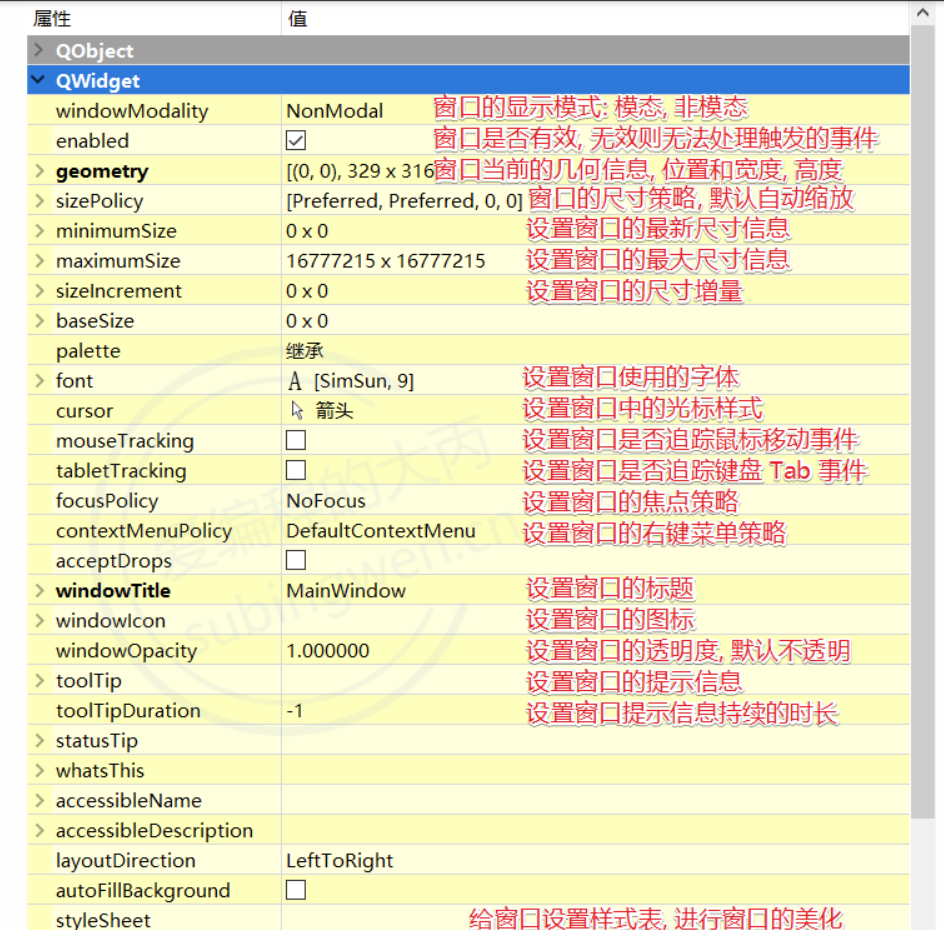 属性 值
QObject
QWidget
windowModality NonModal 窗口的显示模式: 模态, 非模态
enabled 窗口是否有效, 无效则无法处理触发的事件
geometry [(0, 0), 329 x 316 窗口当前的几何信息, 位置和宽度, 高度
sizePolicy [Preferred, Preferred, 0, 0] 窗口的尺寸策略, 默认自动缩放
minimumSize 0 x 0 设置窗口的最新尺寸信息
maximumSize 16777215 x 16777215 设置窗口的最大尺寸信息
sizeIncrement 0 x 0 设置窗口的尺寸增量
baseSize 0 x 0
palette 继承
font A [SimSun, 9] 设置窗口使用的字体
cursor 箭头 设置窗口中的光标样式
mouseTracking 设置窗口是否追踪鼠标移动事件
tabletTracking 设置窗口是否追踪键盘 Tab 事件
focusPolicy NoFocus 设置窗口的焦点策略
contextMenuPolicy DefaultContextMenu 设置窗口的右键菜单策略
acceptDrops
windowTitle MainWindow 设置窗口的标题
windowIcon 设置窗口的图标
windowOpacity 1.000000 设置窗口的透明度, 默认不透明
toolTip 设置窗口的提示信息
toolTipDuration -1 设置窗口提示信息持续的时长
statusTip
whatsThis
accessibleName
accessibleDescription
layoutDirection LeftToRight
autoFillBackground
styleSheet 给窗口设置样式表, 进行窗口的美化
爱编程的大丙
subingwen.cn